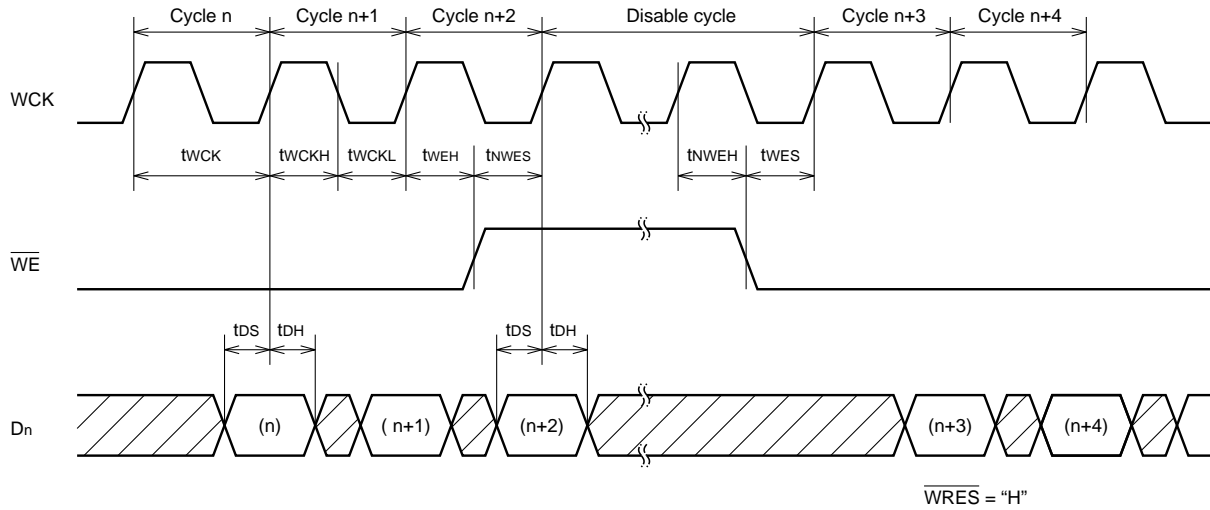 Cycle n Cycle n+1 Cycle n+2 Disable cycle Cycle n+3 Cycle n+4
WCK
tWCK tWCKH tWCKL tWEH tNWES tNWEH tWES
WE
tDS tDH tDS tDH
Dn (n) ( n+1) (n+2) (n+3) (n+4)
WRES = “H”